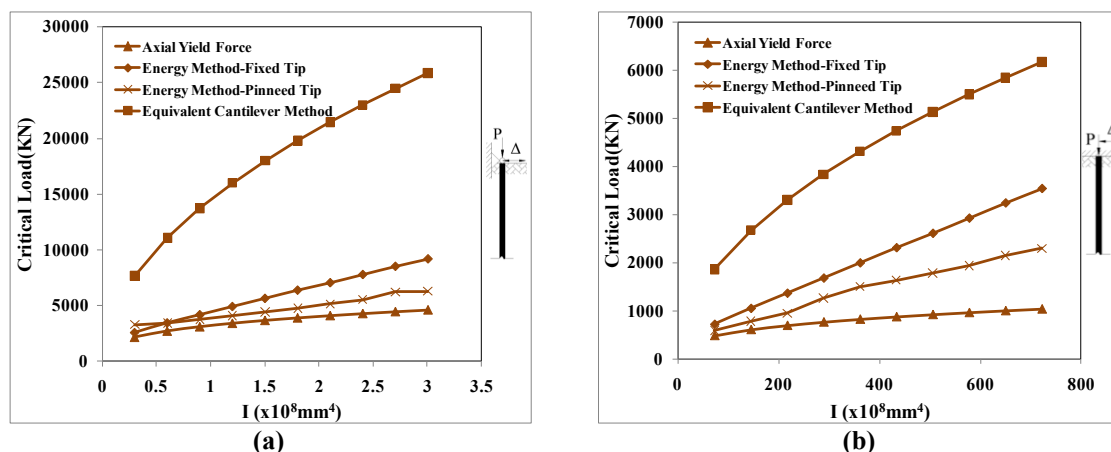 30000
25000
20000
15000
10000
5000
0
Critical Load(KN)
Axial Yield Force
Energy Method-Fixed Tip
Energy Method-Pinneed Tip
Equivalent Cantilever Method
P
Δ
0 0.5 1 1.5 2 2.5 3 3.5
I (x10⁸mm⁴)
(a)
7000
6000
5000
4000
3000
2000
1000
0
Critical Load(KN)
Axial Yield Force
Energy Method-Fixed Tip
Energy Method-Pinneed Tip
Equivalent Cantilever Method
P
Δ
0 200 400 600 800
I (x10⁸mm⁴)
(b)